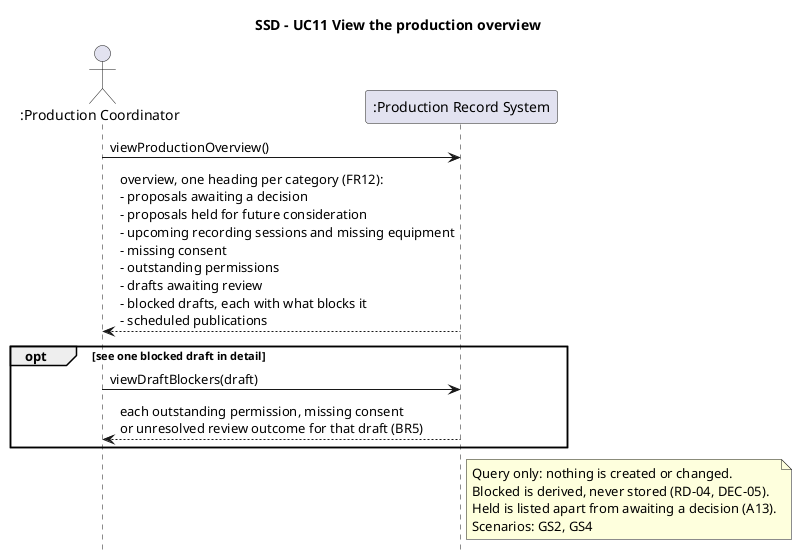 SSD - UC11 View the production overview
:Production Coordinator
:Production Record System
viewProductionOverview()
overview, one heading per category (FR12):
- proposals awaiting a decision
- proposals held for future consideration
- upcoming recording sessions and missing equipment
- missing consent
- outstanding permissions
- drafts awaiting review
- blocked drafts, each with what blocks it
- scheduled publications
opt [see one blocked draft in detail]
viewDraftBlockers(draft)
each outstanding permission, missing consent
or unresolved review outcome for that draft (BR5)
Query only: nothing is created or changed.
Blocked is derived, never stored (RD-04, DEC-05).
Held is listed apart from awaiting a decision (A13).
Scenarios: GS2, GS4